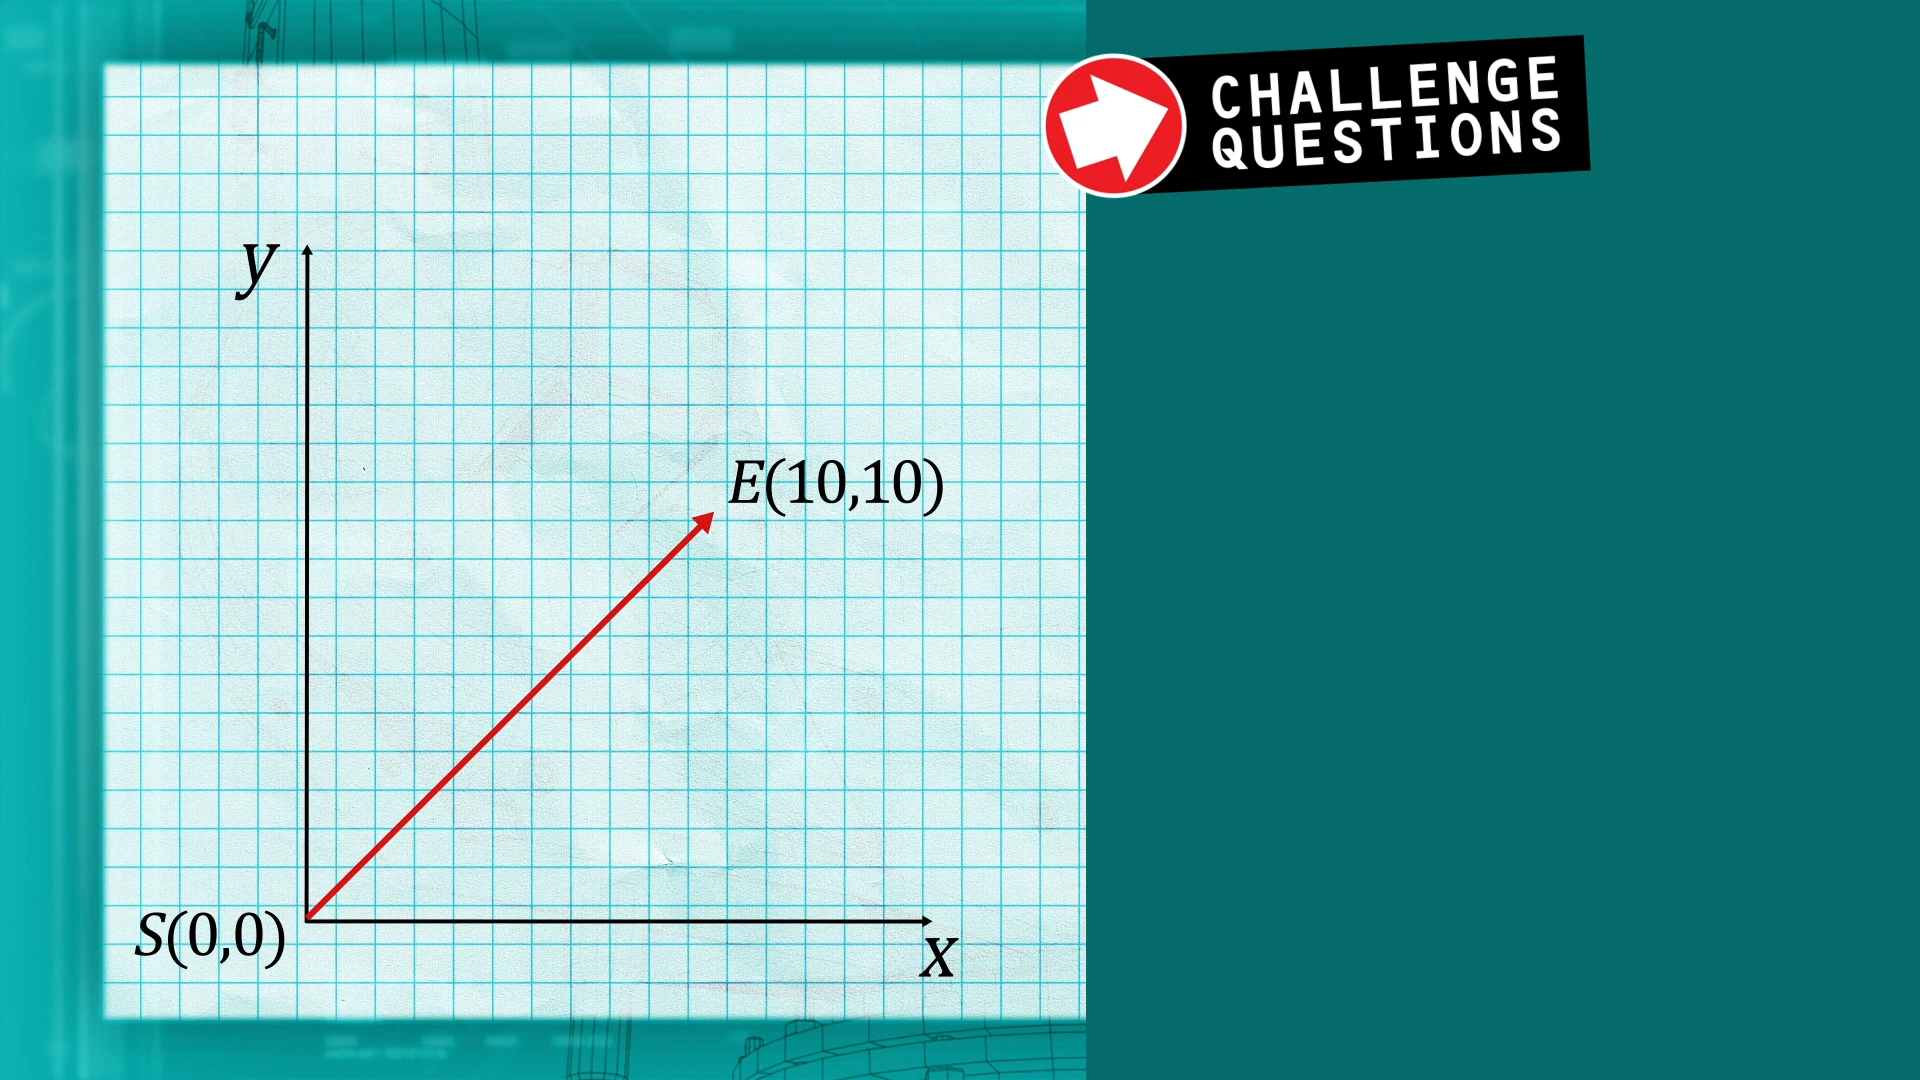 CHALLENGE
QUESTIONS
y
E(10,10)
S(0,0)
x